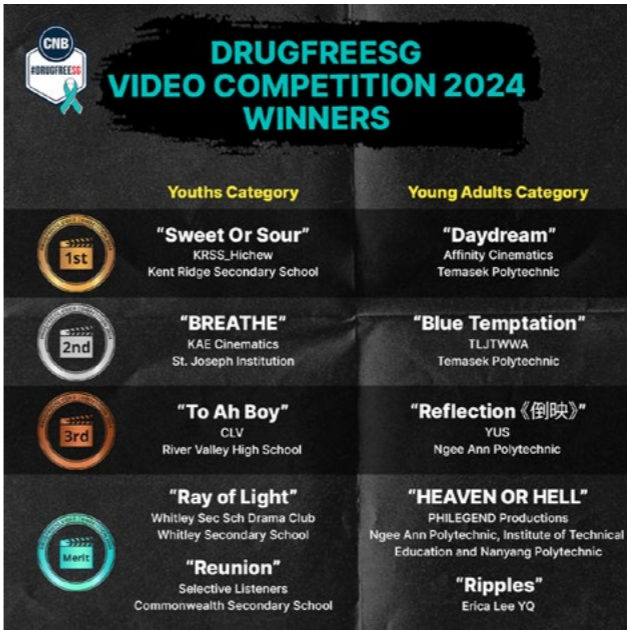 CNB
#DRUGFREESG
DRUGFREESG
VIDEO COMPETITION 2024
WINNERS
Youths Category
Young Adults Category
1st
"Sweet Or Sour"
KRSS_Hichew
Kent Ridge Secondary School
"Daydream"
Affinity Cinematics
Temasek Polytechnic
2nd
"BREATHE"
KAE Cinematics
St. Joseph Institution
"Blue Temptation"
TLJTWWA
Temasek Polytechnic
3rd
"To Ah Boy"
CLV
River Valley High School
"Reflection《倒映》"
YUS
Ngee Ann Polytechnic
Merit
"Ray of Light"
Whitley Sec Sch Drama Club
Whitley Secondary School
"Reunion"
Selective Listeners
Commonwealth Secondary School
"HEAVEN OR HELL"
PHILEGEND Productions
Ngee Ann Polytechnic, Institute of Technical
Education and Nanyang Polytechnic
"Ripples"
Erica Lee YQ